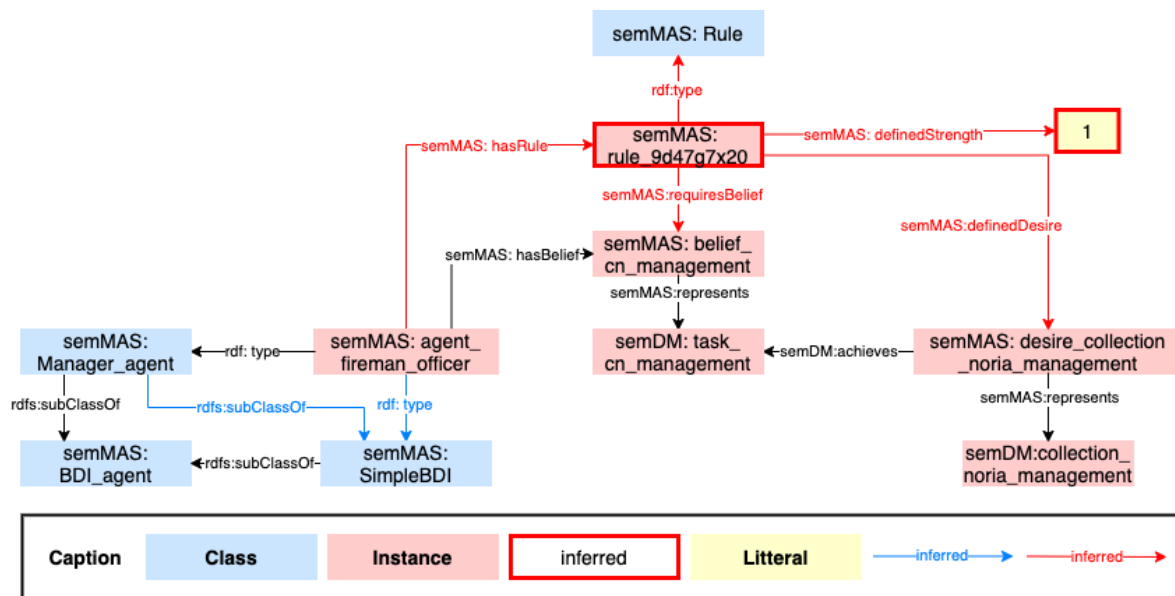 semMAS: Rule
rdf:type
semMAS:
rule_9d47g7x20
semMAS: definedStrength
1
semMAS: hasRule
semMAS:requiresBelief
semMAS:definedDesire
semMAS: hasBelief
semMAS: belief_
cn_management
semMAS:represents
semMAS:
Manager_agent
rdf: type
semMAS: agent_
fireman_officer
semDM: task_
cn_management
semDM:achieves
semMAS: desire_collection
_noria_management
rdfs:subClassOf
rdfs:subClassOf
rdf: type
semMAS:represents
semMAS:
BDI_agent
rdfs:subClassOf
semMAS:
SimpleBDI
semDM:collection_
noria_management
Caption
Class
Instance
inferred
Litteral
inferred
inferred